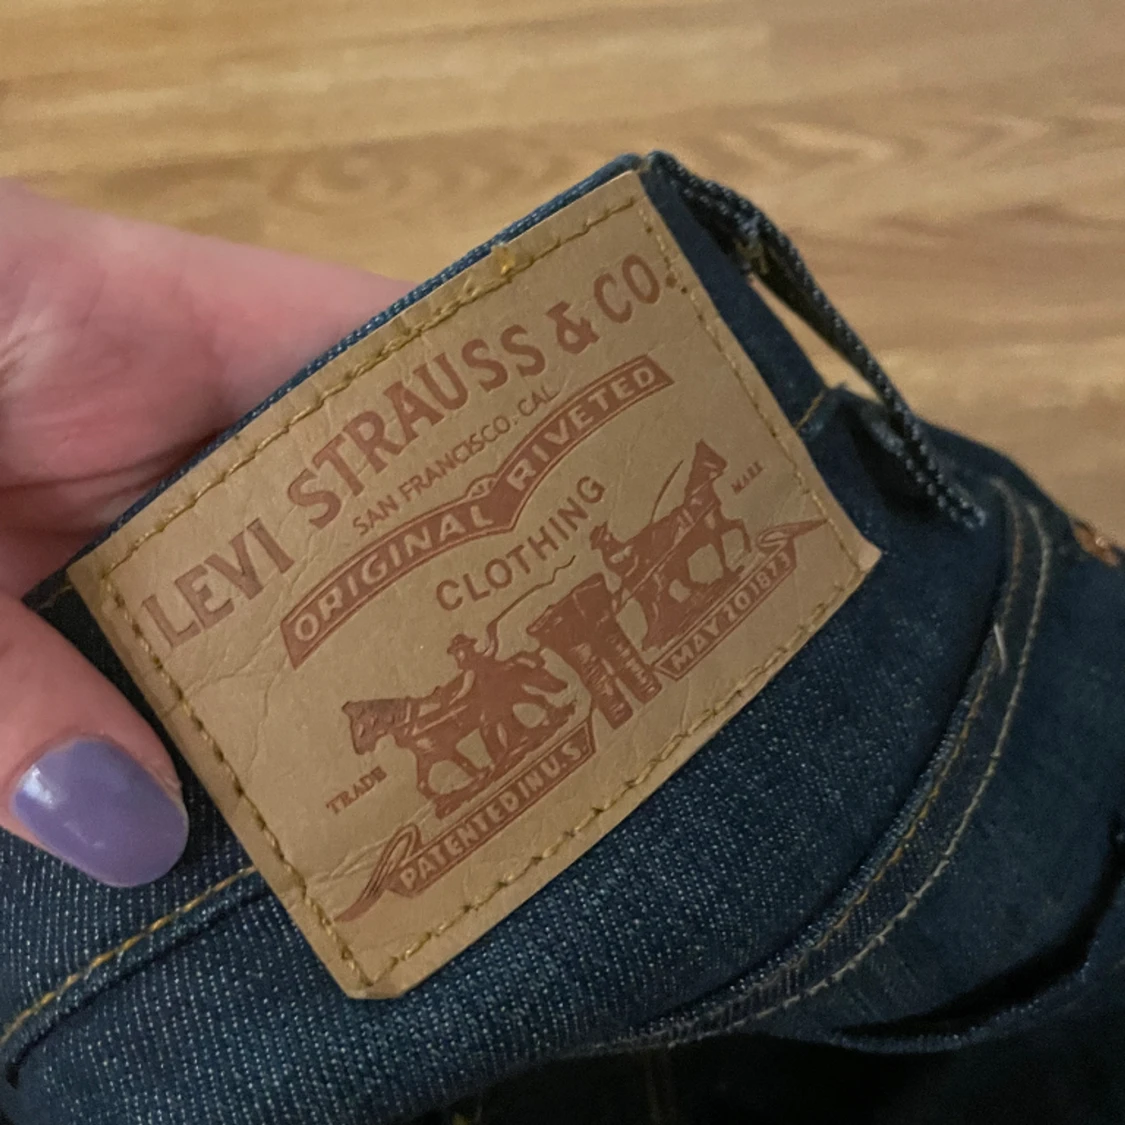 LEVI STRAUSS & CO.
SAN FRANCISCO, CAL
ORIGINAL RIVETED
CLOTHING
TRADE MARK
PATENTED IN U.S. MAY 20 1873